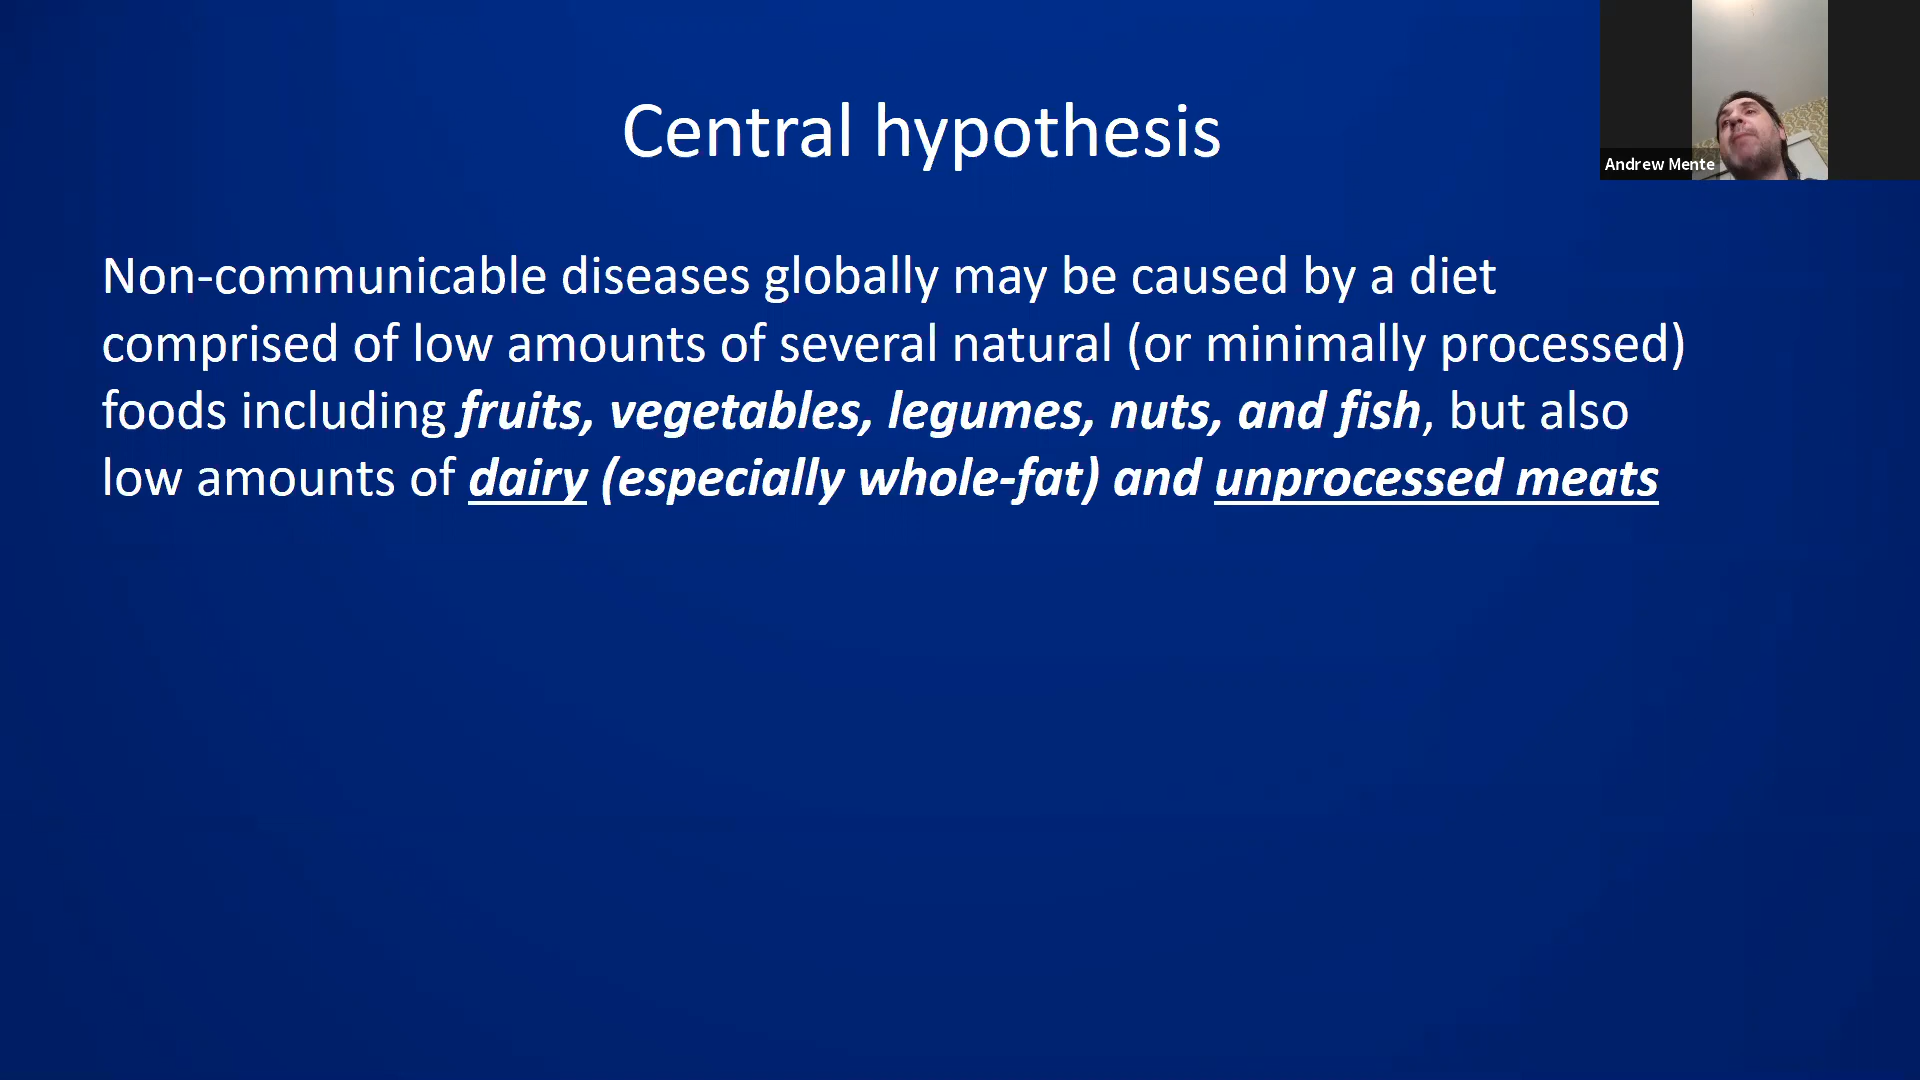 Central hypothesis
Andrew Mente
Non-communicable diseases globally may be caused by a diet
comprised of low amounts of several natural (or minimally processed)
foods including fruits, vegetables, legumes, nuts, and fish, but also
low amounts of dairy (especially whole-fat) and unprocessed meats